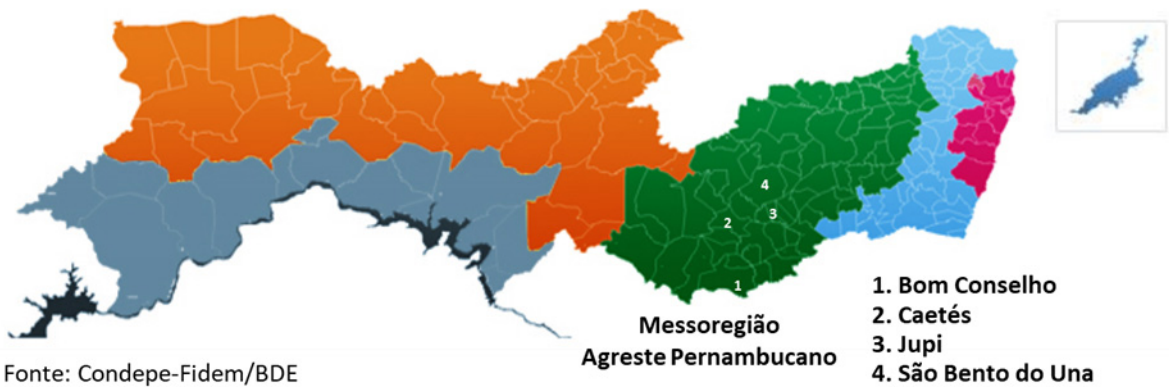 4
2
3
1
Messoregião
Agreste Pernambucano
1. Bom Conselho
2. Caetés
3. Jupi
4. São Bento do Una
Fonte: Condepe-Fidem/BDE